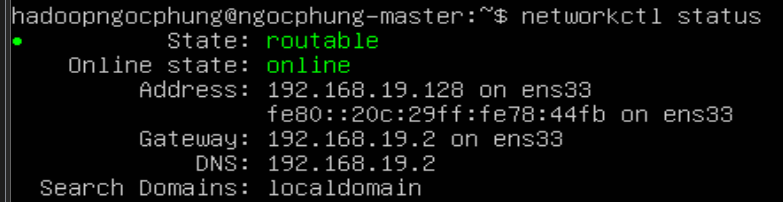 hadoopngocphung@ngocphung-master:~$ networkctl status
● State: routable
Online state: online
Address: 192.168.19.128 on ens33
fe80::20c:29ff:fe78:44fb on ens33
Gateway: 192.168.19.2 on ens33
DNS: 192.168.19.2
Search Domains: localdomain